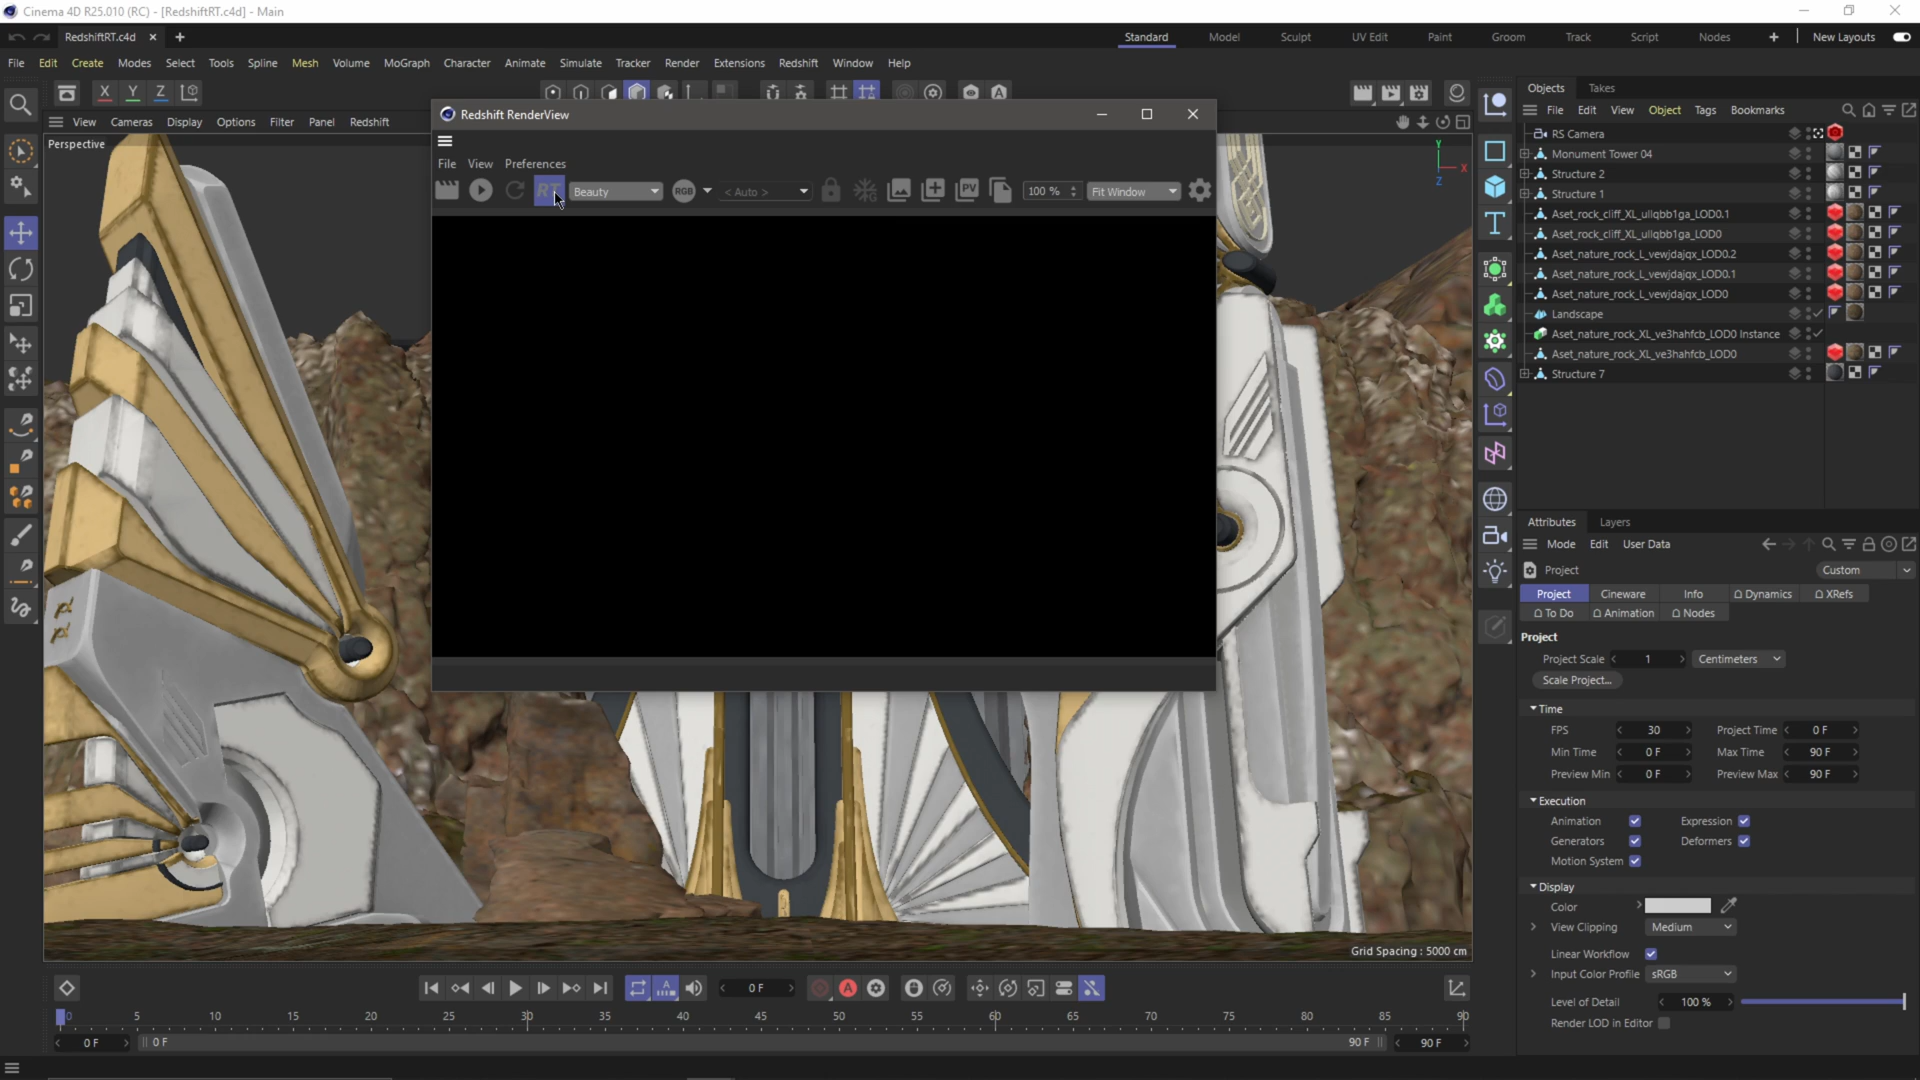 Cinema 4D R25.010 (RC) - [RedshiftRT.c4d] - Main
RedshiftRT.c4d × +
Standard Model Sculpt UV Edit Paint Groom Track Script Nodes + New Layouts
File Edit Create Modes Select Tools Spline Mesh Volume MoGraph Character Animate Simulate Tracker Render Extensions Redshift Window Help
X Y Z
View Cameras Display Options Filter Panel Redshift
Perspective
Y
X
Z
Redshift RenderView
File View Preferences
RT Beauty RGB < Auto > PV 100 % Fit Window
Grid Spacing : 5000 cm
Objects Takes
File Edit View Object Tags Bookmarks
RS Camera
Monument Tower 04
Structure 2
Structure 1
Aset_rock_cliff_XL_ullqbb1ga_LOD0.1
Aset_rock_cliff_XL_ullqbb1ga_LOD0
Aset_nature_rock_L_vewjdajqx_LOD0.2
Aset_nature_rock_L_vewjdajqx_LOD0.1
Aset_nature_rock_L_vewjdajqx_LOD0
Landscape
Aset_nature_rock_XL_ve3hahfcb_LOD0 Instance
Aset_nature_rock_XL_ve3hahfcb_LOD0
Structure 7
Attributes Layers
Mode Edit User Data
Project Custom
Project Cineware Info Dynamics XRefs
To Do Animation Nodes
Project
Project Scale 1 Centimeters
Scale Project...
Time
FPS 30 Project Time 0 F
Min Time 0 F Max Time 90 F
Preview Min 0 F Preview Max 90 F
Execution
Animation Expression
Generators Deformers
Motion System
Display
Color
View Clipping Medium
Linear Workflow
Input Color Profile sRGB
Level of Detail 100 %
Render LOD in Editor
0 F
0 5 10 15 20 25 30 35 40 45 50 55 60 65 70 75 80 85 90
0 F 0 F 90 F 90 F